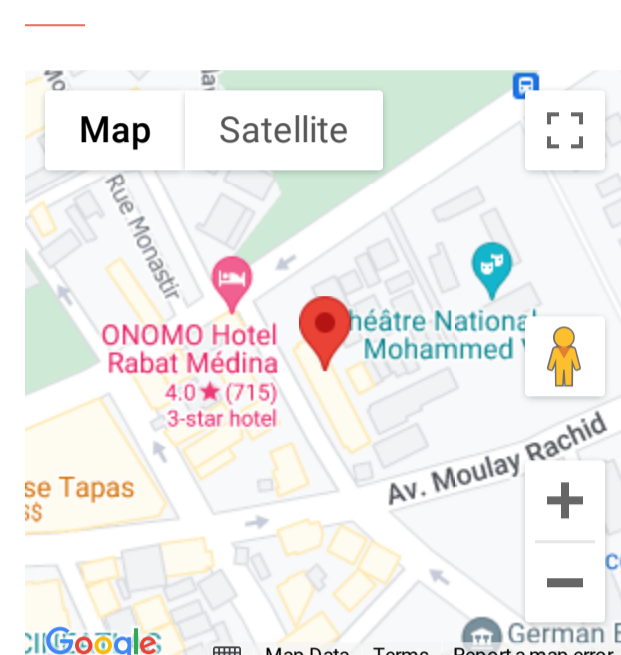 Map
Satellite
Rue Monastir
ONOMO Hotel
Rabat Médina
4.0★(715)
3-star hotel
héâtre National
Mohammed
Av. Moulay Rachid
se Tapas
$$
German
Google
Map Data
Terms
Report a map error